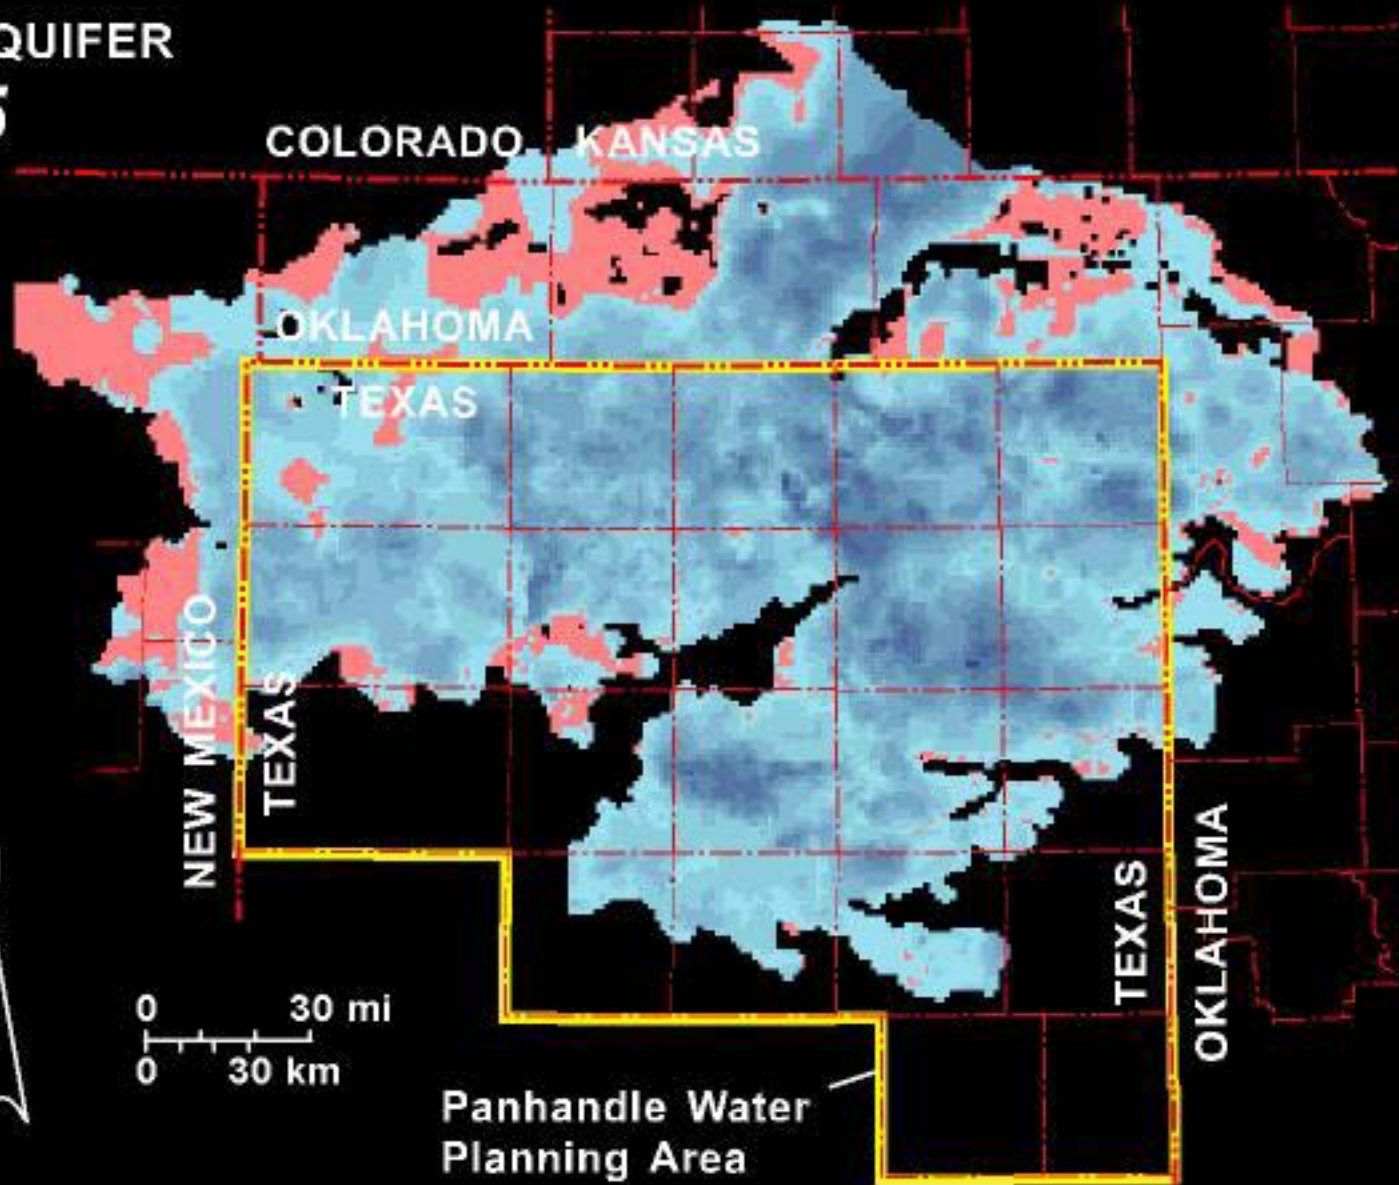 QUIFER
5
COLORADO
KANSAS
OKLAHOMA
TEXAS
NEW MEXICO
TEXAS
TEXAS
OKLAHOMA
0 30 mi
0 30 km
Panhandle Water
Planning Area